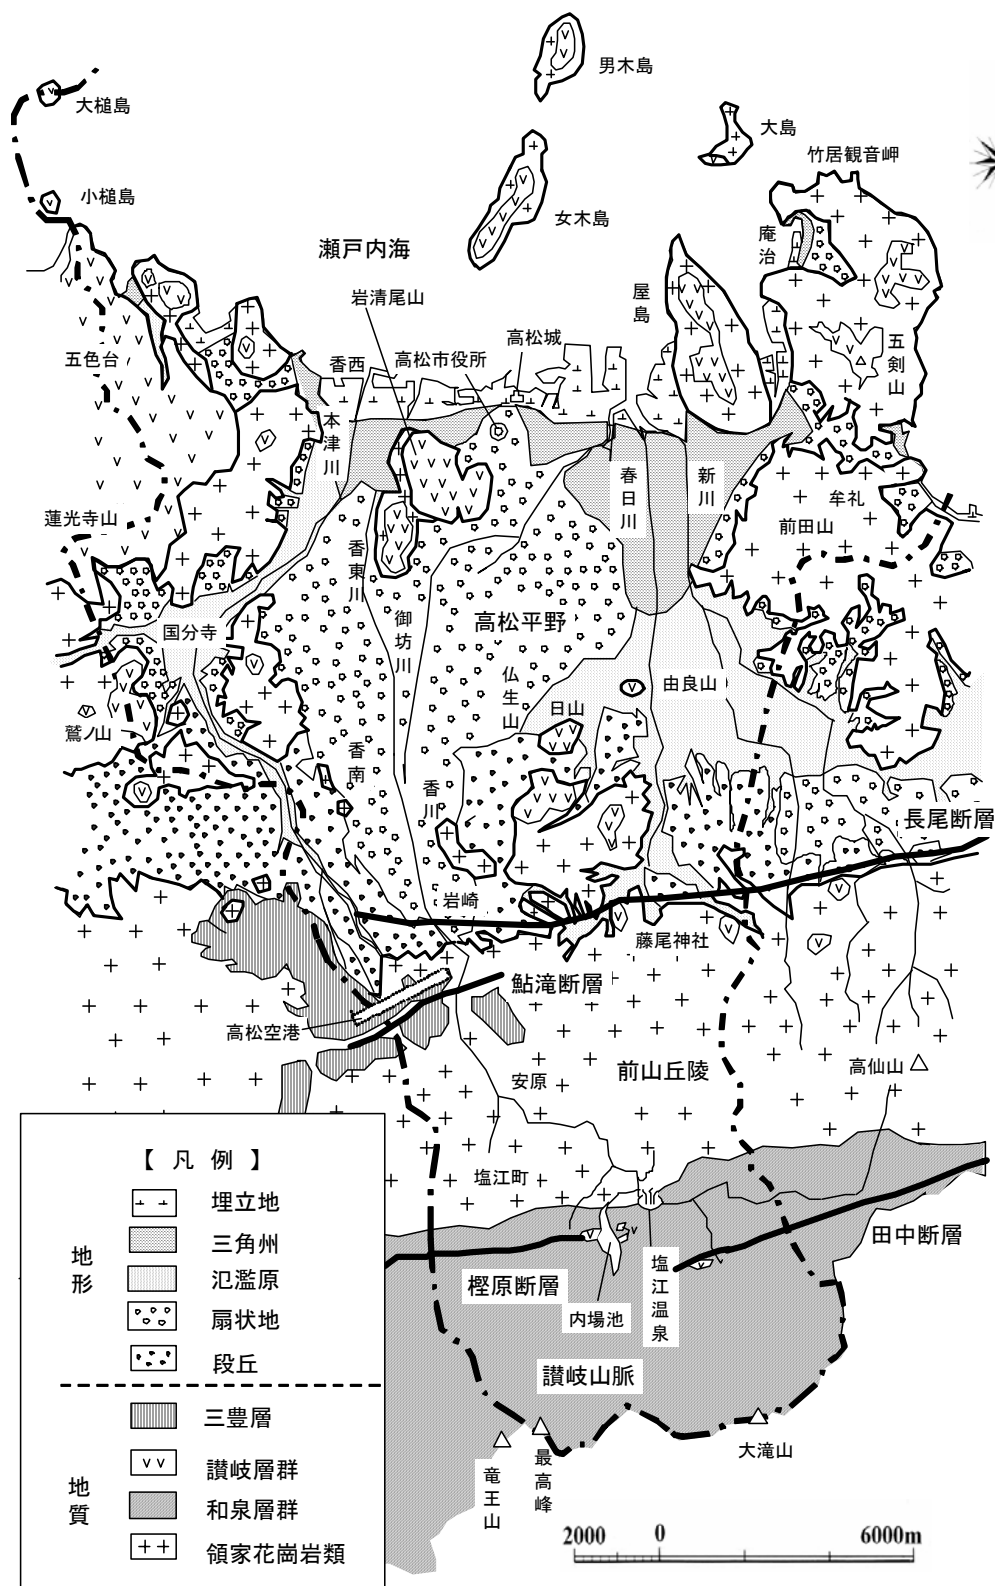 男木島
大槌島
大島
竹居観音岬
小槌島
女木島
庵治
瀬戸内海
屋島
岩清尾山
高松城
五色台
香西
高松市役所
五剣山
本津川
春日川
新川
牟礼
蓮光寺山
前田山
香東川
御坊川
高松平野
国分寺
仏生山
由良山
日山
鷲ノ山
香南
香川
長尾断層
岩崎
藤尾神社
鮎滝断層
高松空港
安原
前山丘陵
高仙山
塩江町
田中断層
樫原断層
塩江温泉
内場池
讃岐山脈
最高峰
竜王山
大滝山
【凡例】
地形
埋立地
三角州
氾濫原
扇状地
段丘
地質
三豊層
讃岐層群
和泉層群
領家花崗岩類
2000 0 6000m